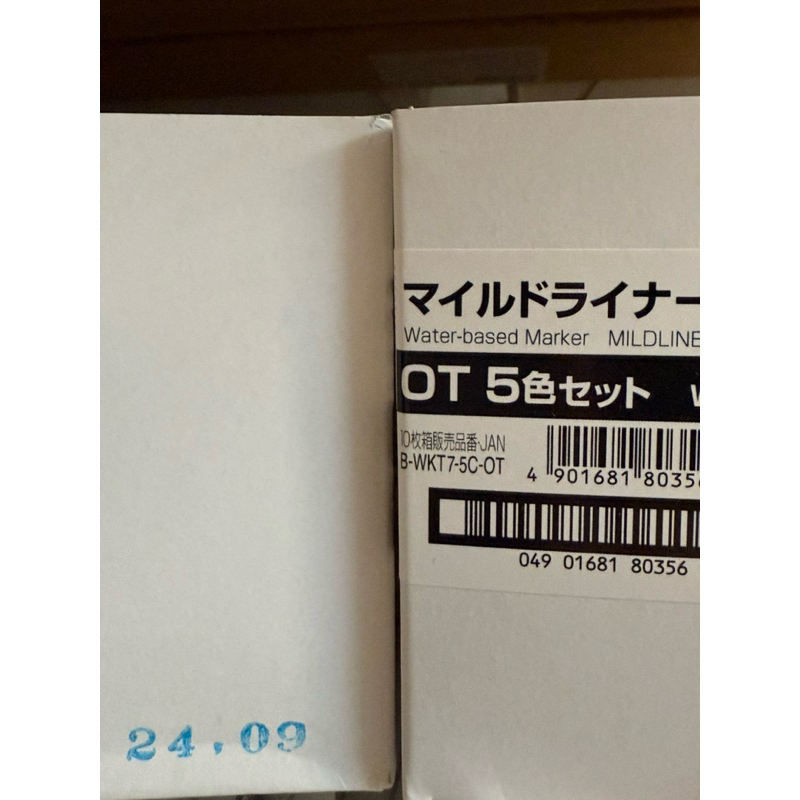 マイルドライナー
Water-based Marker MILDLINE
OT 5色セット
10枚箱販売品番・JAN
B-WKT7-5C-OT
4 901681 80356
049 01681 80356
24.09